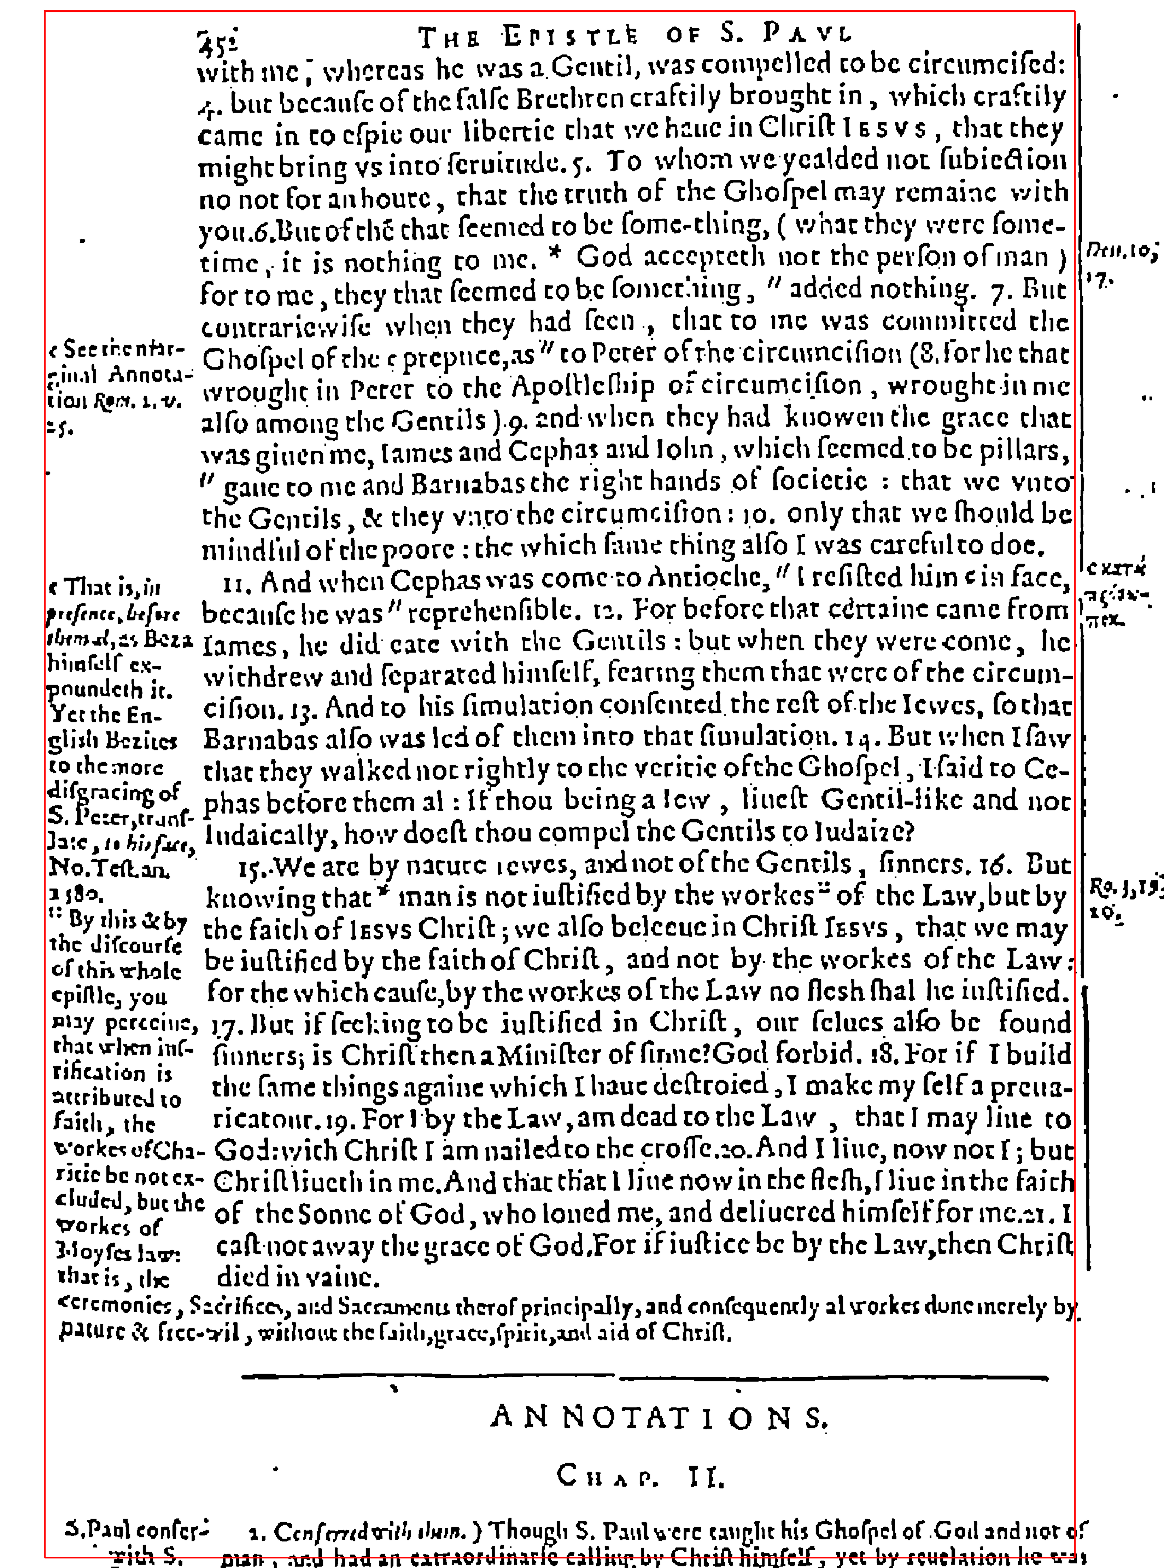 452 THE EPISTLE OF S. PAVL
with me, whereas he was a Gentil, was compelled to be circumcised:
4. but because of the false Brethren craftily brought in, which craftily
came in to espie our libertie that we haue in Christ IESVS, that they
might bring vs into seruitude. 5. To whom we yealded not subiection
no not for an houre, that the truth of the Ghospel may remaine with
you. 6. But of thē that seemed to be some-thing, (what they were some-
time, it is nothing to me. * God accepteth not the person of man)
for to me, they that seemed to be something, " added nothing. 7. But
contrariewise when they had seen, that to me was committed the
Ghospel of the c prepuce, as " to Peter of the circumcision (8. for he that
wrought in Peter to the Apostleship of circumcision, wrought in me
also among the Gentils) 9. and when they had knowen the grace that
was giuen me, Iames and Cephas and Iohn, which seemed to be pillars,
" gaue to me and Barnabas the right hands of societie: that we vnto
the Gentils, & they vnto the circumcision: 10. only that we should be
mindful of the poore: the which same thing also I was careful to doe.
11. And when Cephas was come to Antioche, " I resisted him c in face,
because he was " reprehensible. 12. For before that certaine came from
Iames, he did eate with the Gentils: but when they were come, he
withdrew and separated himself, fearing them that were of the circum-
cision. 13. And to his simulation consented the rest of the Iewes, so that
Barnabas also was led of them into that simulation. 14. But when I saw
that they walked not rightly to the veritie of the Ghospel, I said to Ce-
phas before them al: If thou being a Iew, liuest Gentil-like and not
Iudaically, how doest thou compel the Gentils to Iudaize?
15. We are by nature Iewes, and not of the Gentils, sinners. 16. But
knowing that * man is not iustified by the workes :: of the Law, but by
the faith of IESVS Christ; we also beleeue in Christ IESVS, that we may
be iustified by the faith of Christ, and not by the workes of the Law:
for the which cause, by the workes of the Law no flesh shal be iustified.
17. But if seeking to be iustified in Christ, our selues also be found
sinners; is Christ then a Minister of sinne? God forbid. 18. For if I build
the same things againe which I haue destroied, I make my self a preua-
ricatour. 19. For I by the Law, am dead to the Law, that I may liue to
God: with Christ I am nailed to the crosse. 20. And I liue, now not I; but
Christ liueth in me. And that that I liue now in the flesh, I liue in the faith
of the Sonne of God, who loued me, and deliuered himself for me. 21. I
cast not away the grace of God. For if iustice be by the Law, then Christ
died in vaine.
c See the mar-
ginal Annota-
tion Rom. 2. v.
25.
c That is, in
presence, before
them al, as Beza
himself ex-
poundeth it.
Yet the En-
glish Bezites
to the more
disgracing of
S. Peter, trans-
late, to his face,
No. Test. an.
1580.
:: By this & by
the discourse
of this whole
epistle, you
may perceiue,
that when ius-
tification is
attributed to
faith, the
workes of Cha-
ritie be not ex-
cluded, but the
workes of
Moyses law:
that is, the
ceremonies, Sacrifices, and Sacraments therof principally, and consequently al workes done merely by
nature & free-wil, without the faith, grace, spirit, and aid of Christ.
Deu. 10,
17.
c κατὰ
πρόσω-
πον.
Ro. 3, 19.
20.
ANNOTATIONS.
CHAP. II.
S. Paul confer-
with S.
2. Conferred with them.) Though S. Paul were taught his Ghospel of God and not of
man, and had an extraordinarie calling by Christ himself, yet by reuelation he was